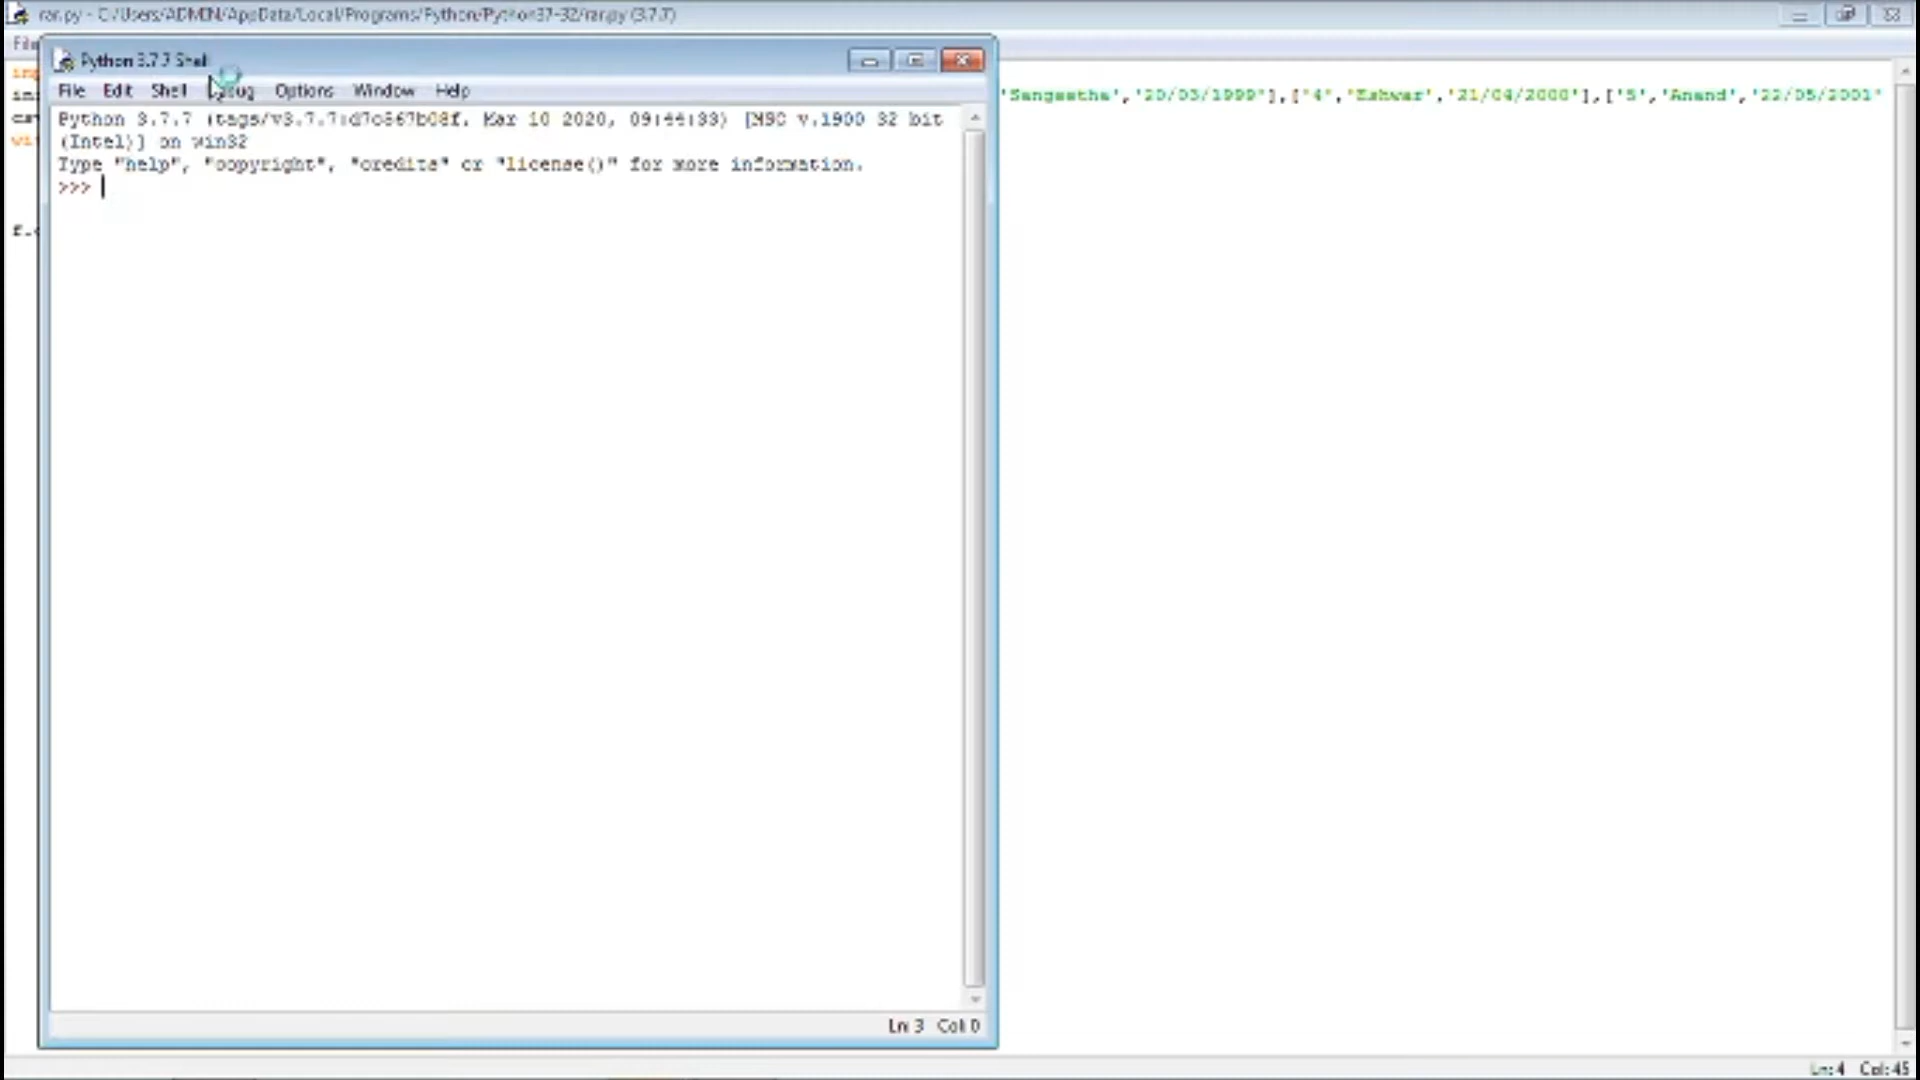 rar.py - C:/Users/ADMIN/AppData/Local/Programs/Python/Python37-32/rar.py (3.7.7)
File
Python 3.7.7 Shell
File Edit Shell Debug Options Window Help
Python 3.7.7 (tags/v3.7.7:d7c567b08f, Mar 10 2020, 09:44:33) [MSC v.1900 32 bit
(Intel)] on win32
Type "help", "copyright", "credits" or "license()" for more information.
>>>
'Sangeetha','20/03/1999'],['4','Eshwar','21/04/2000'],['5','Anand','22/05/2001'
Ln: 3 Col: 0
Ln: 4 Col: 45